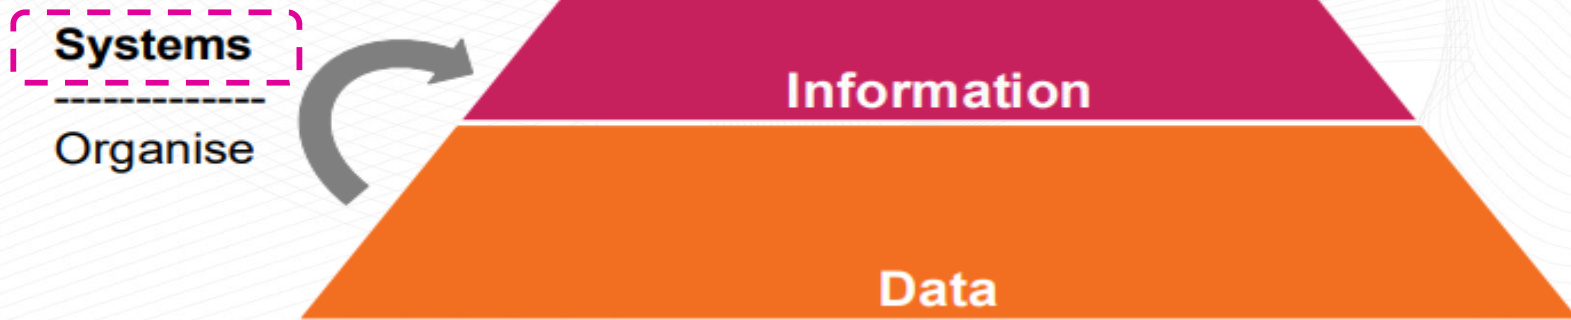 Systems
-------------
Organise
Information
Data